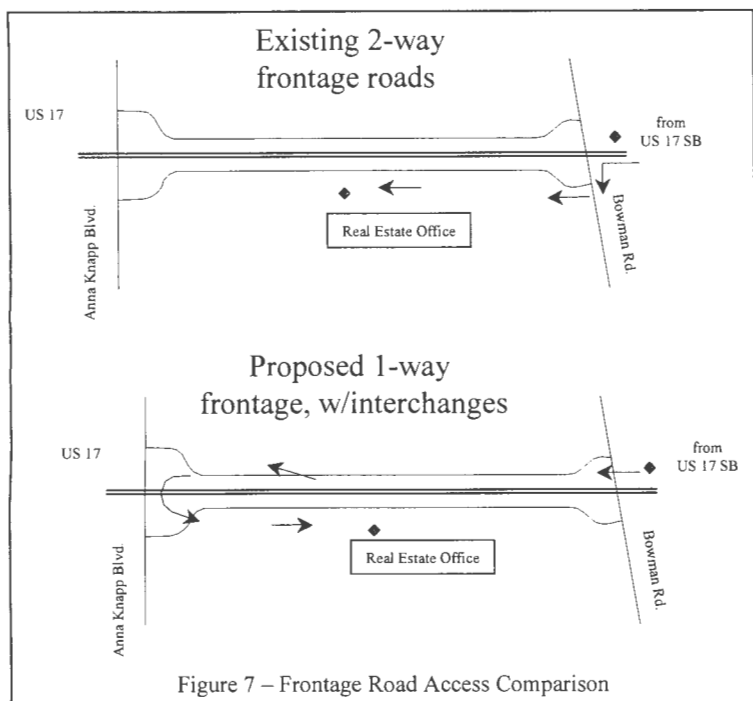 Existing 2-way
frontage roads
US 17
from
US 17 SB
Real Estate Office
Anna Knapp Blvd.
Bowman Rd.
Proposed 1-way
frontage, w/interchanges
US 17
from
US 17 SB
Real Estate Office
Anna Knapp Blvd.
Bowman Rd.
Figure 7 – Frontage Road Access Comparison